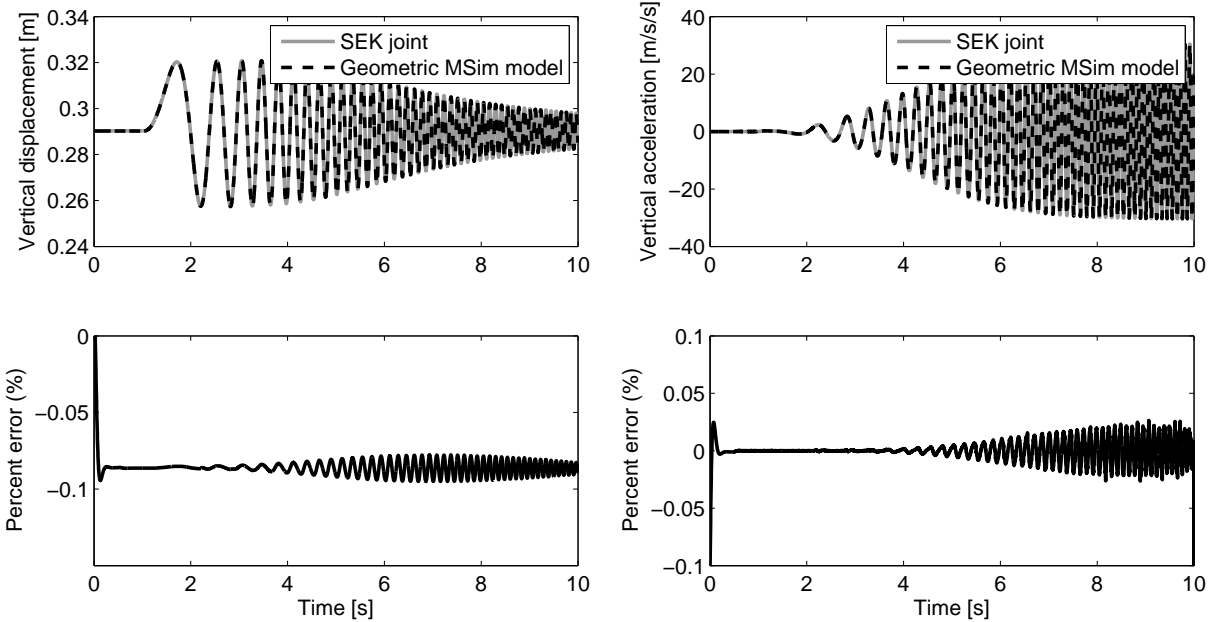 Vertical displacement [m]
0.34
0.32
0.3
0.28
0.26
0.24
0 2 4 6 8 10
SEK joint
Geometric MSim model
Vertical acceleration [m/s/s]
40
20
0
−20
−40
0 2 4 6 8 10
SEK joint
Geometric MSim model
Percent error (%)
0
−0.05
−0.1
0 2 4 6 8 10
Time [s]
Percent error (%)
0.1
0.05
0
−0.05
−0.1
0 2 4 6 8 10
Time [s]